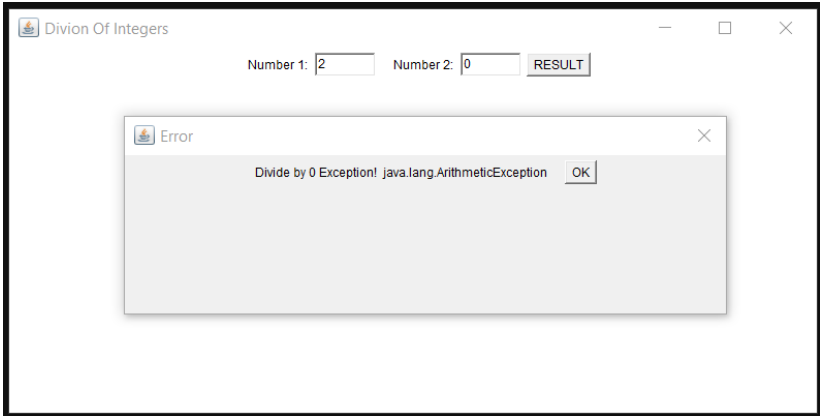 Divion Of Integers
Number 1: 2 Number 2: 0 RESULT
Error
Divide by 0 Exception! java.lang.ArithmeticException OK